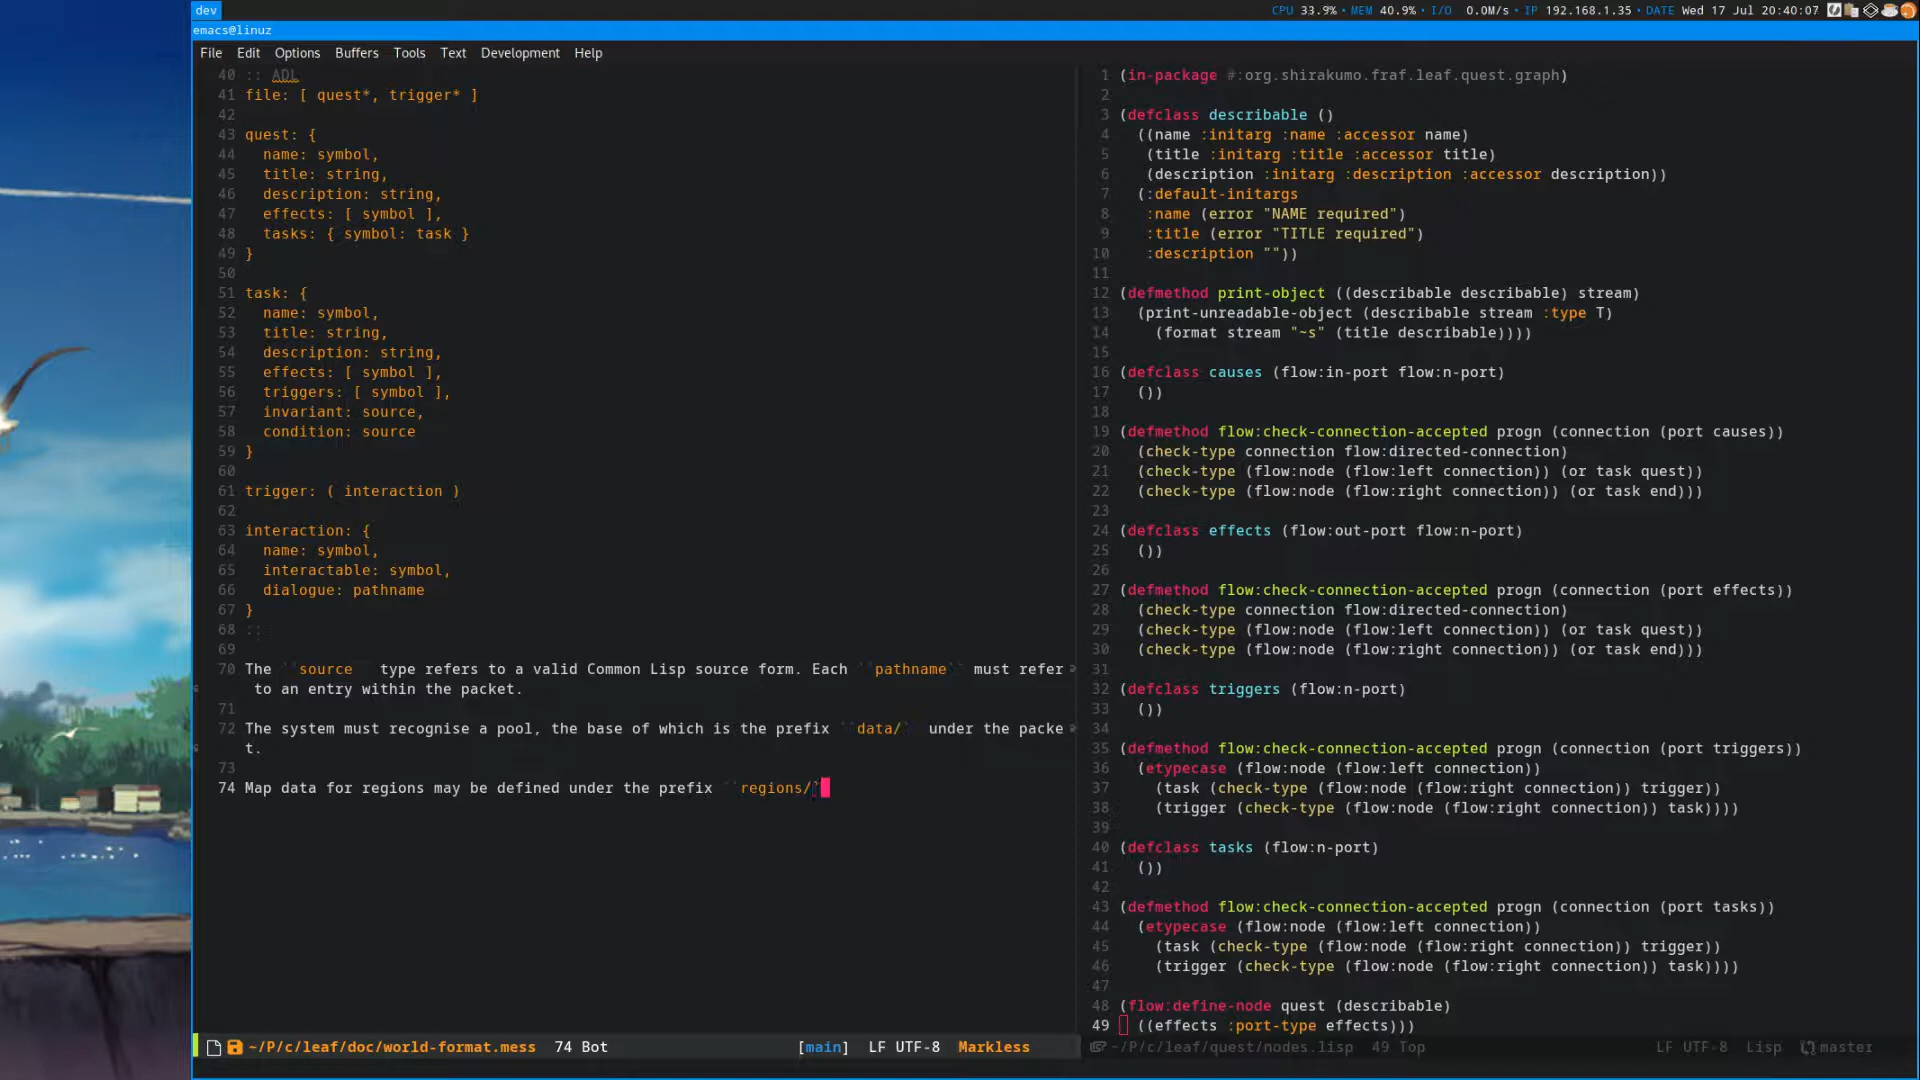 dev
CPU 33.9% • MEM 40.9% • I/O 0.0M/s • IP 192.168.1.35 • DATE Wed 17 Jul 20:40:07
emacs@linuz
File Edit Options Buffers Tools Text Development Help
40 :: ADL
41 file: [ quest*, trigger* ]
42
43 quest: {
44   name: symbol,
45   title: string,
46   description: string,
47   effects: [ symbol ],
48   tasks: { symbol: task }
49 }
50
51 task: {
52   name: symbol,
53   title: string,
54   description: string,
55   effects: [ symbol ],
56   triggers: [ symbol ],
57   invariant: source,
58   condition: source
59 }
60
61 trigger: ( interaction )
62
63 interaction: {
64   name: symbol,
65   interactable: symbol,
66   dialogue: pathname
67 }
68 ::
69
70 The ``source`` type refers to a valid Common Lisp source form. Each ``pathname`` must refer
 to an entry within the packet.
71
72 The system must recognise a pool, the base of which is the prefix ``data/`` under the packe
t.
73
74 Map data for regions may be defined under the prefix ``regions/`
~/P/c/leaf/doc/world-format.mess 74 Bot [main] LF UTF-8 Markless
1 (in-package #:org.shirakumo.fraf.leaf.quest.graph)
2
3 (defclass describable ()
4   ((name :initarg :name :accessor name)
5    (title :initarg :title :accessor title)
6    (description :initarg :description :accessor description))
7   (:default-initargs
8    :name (error "NAME required")
9    :title (error "TITLE required")
10    :description ""))
11
12 (defmethod print-object ((describable describable) stream)
13   (print-unreadable-object (describable stream :type T)
14     (format stream "~s" (title describable))))
15
16 (defclass causes (flow:in-port flow:n-port)
17   ())
18
19 (defmethod flow:check-connection-accepted progn (connection (port causes))
20   (check-type connection flow:directed-connection)
21   (check-type (flow:node (flow:left connection)) (or task quest))
22   (check-type (flow:node (flow:right connection)) (or task end)))
23
24 (defclass effects (flow:out-port flow:n-port)
25   ())
26
27 (defmethod flow:check-connection-accepted progn (connection (port effects))
28   (check-type connection flow:directed-connection)
29   (check-type (flow:node (flow:left connection)) (or task quest))
30   (check-type (flow:node (flow:right connection)) (or task end)))
31
32 (defclass triggers (flow:n-port)
33   ())
34
35 (defmethod flow:check-connection-accepted progn (connection (port triggers))
36   (etypecase (flow:node (flow:left connection))
37     (task (check-type (flow:node (flow:right connection)) trigger))
38     (trigger (check-type (flow:node (flow:right connection)) task))))
39
40 (defclass tasks (flow:n-port)
41   ())
42
43 (defmethod flow:check-connection-accepted progn (connection (port tasks))
44   (etypecase (flow:node (flow:left connection))
45     (task (check-type (flow:node (flow:right connection)) trigger))
46     (trigger (check-type (flow:node (flow:right connection)) task))))
47
48 (flow:define-node quest (describable)
49   ((effects :port-type effects)))
~/P/c/leaf/quest/nodes.lisp 49 Top LF UTF-8 Lisp master